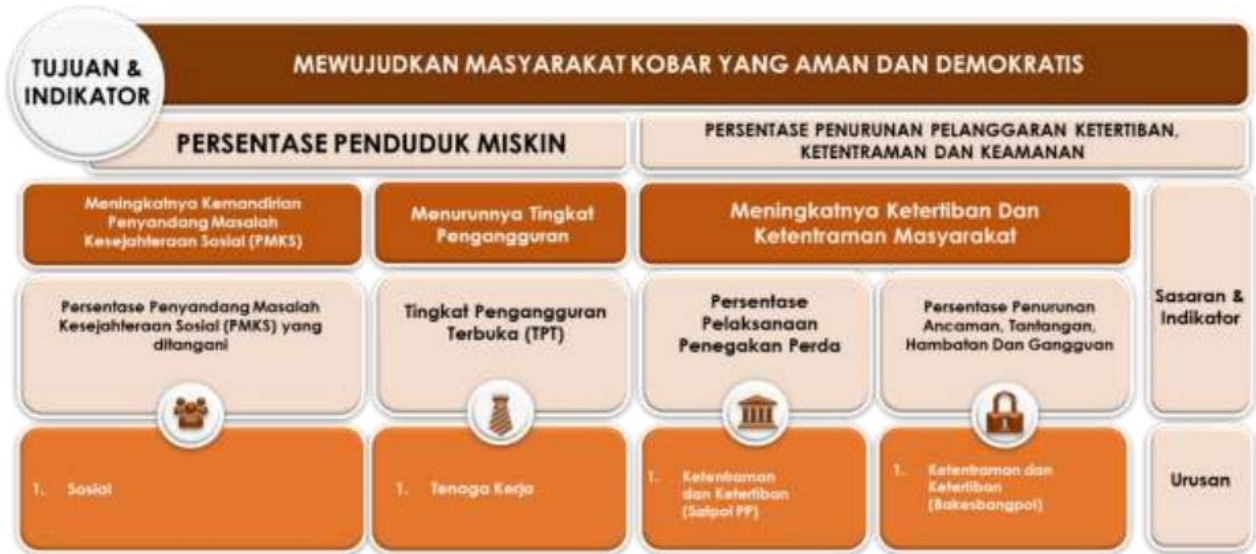 TUJUAN &
INDIKATOR
MEWUJUDKAN MASYARAKAT KOBAR YANG AMAN DAN DEMOKRATIS
PERSENTASE PENDUDUK MISKIN
PERSENTASE PENURUNAN PELANGGARAN KETERTIBAN,
KETENTRAMAN DAN KEAMANAN
Meningkatnya Kemandirian
Penyandang Masalah
Kesejahteraan Sosial (PMKS)
Menurunnya Tingkat
Pengangguran
Meningkatnya Ketertiban Dan
Ketentraman Masyarakat
Sasaran &
Indikator
Persentase Penyandang Masalah
Kesejahteraan Sosial (PMKS) yang
ditangani
Tingkat Pengangguran
Terbuka (TPT)
Persentase
Pelaksanaan
Penegakan Perda
Persentase Penurunan
Ancaman, Tantangan,
Hambatan Dan Gangguan
1. Sosial
1. Tenaga Kerja
1. Ketentraman
dan Ketertiban
(Satpol PP)
1. Ketentraman dan
Ketertiban
(Bakesbangpol)
Urusan